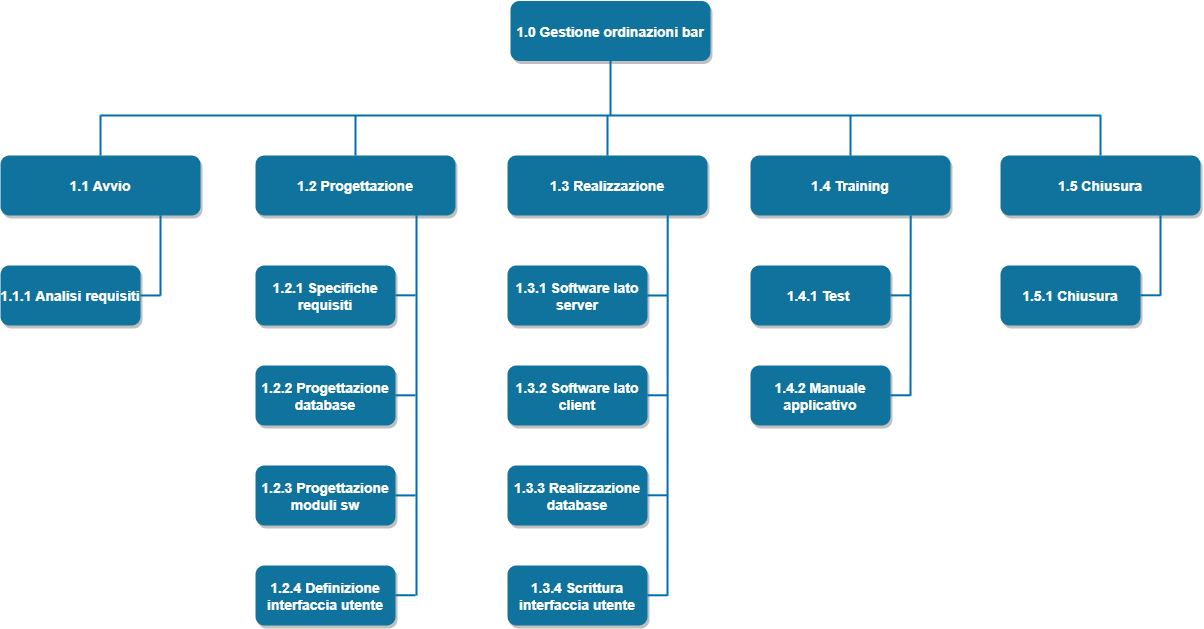 1.0 Gestione ordinazioni bar
1.1 Avvio
1.2 Progettazione
1.3 Realizzazione
1.4 Training
1.5 Chiusura
1.1.1 Analisi requisiti
1.2.1 Specifiche
requisiti
1.3.1 Software lato
server
1.4.1 Test
1.5.1 Chiusura
1.2.2 Progettazione
database
1.3.2 Software lato
client
1.4.2 Manuale
applicativo
1.2.3 Progettazione
moduli sw
1.3.3 Realizzazione
database
1.2.4 Definizione
interfaccia utente
1.3.4 Scrittura
interfaccia utente